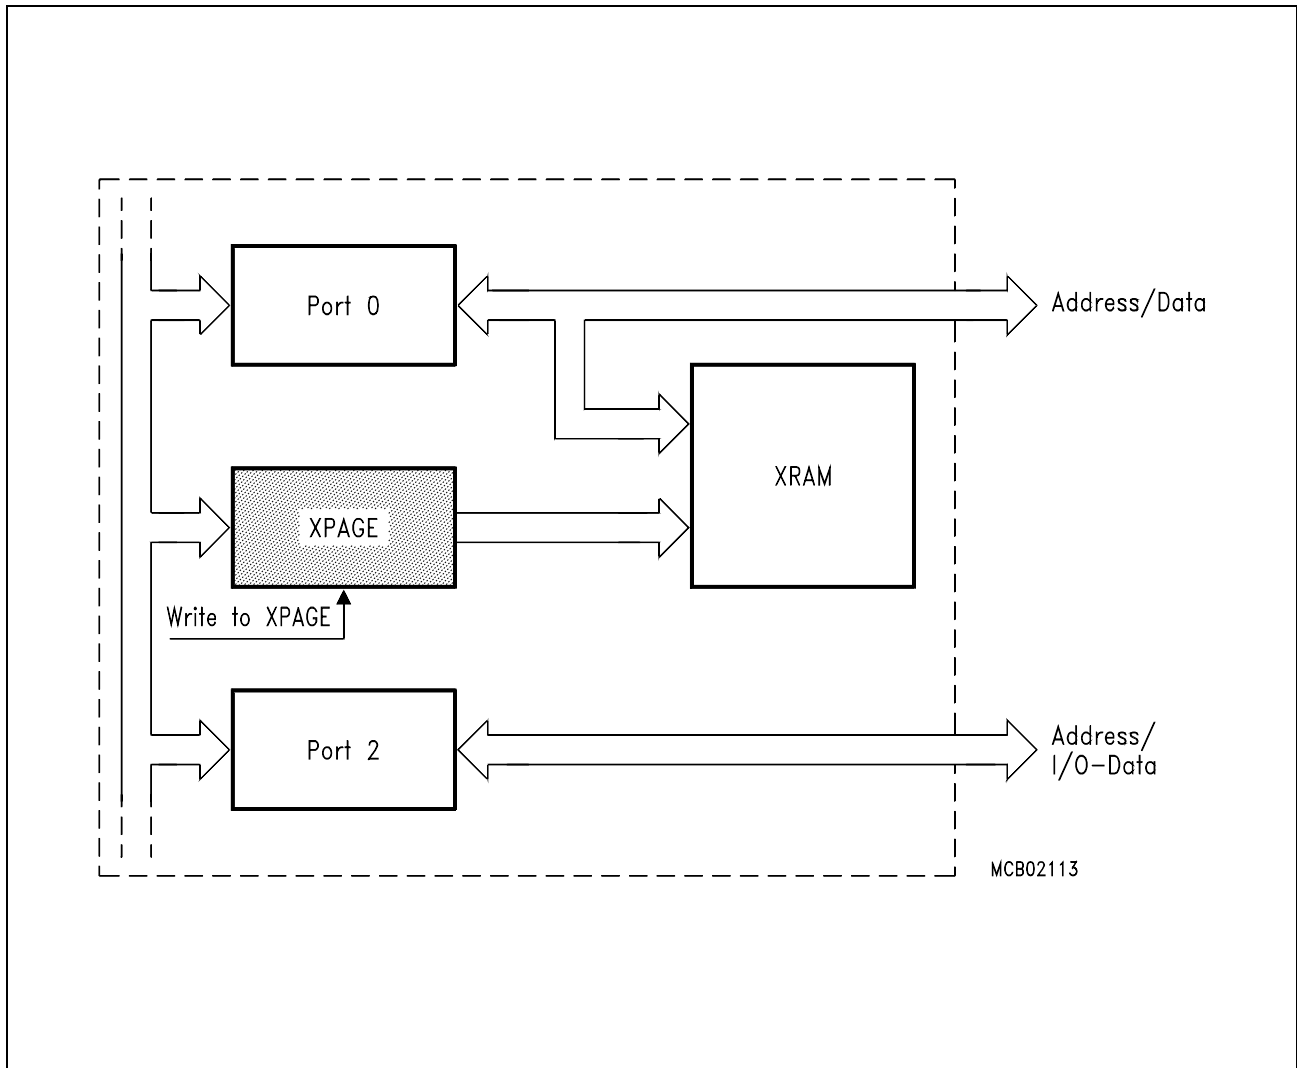 Port 0
Address/Data
XRAM
XPAGE
Write to XPAGE
Port 2
Address/
I/O-Data
MCB02113